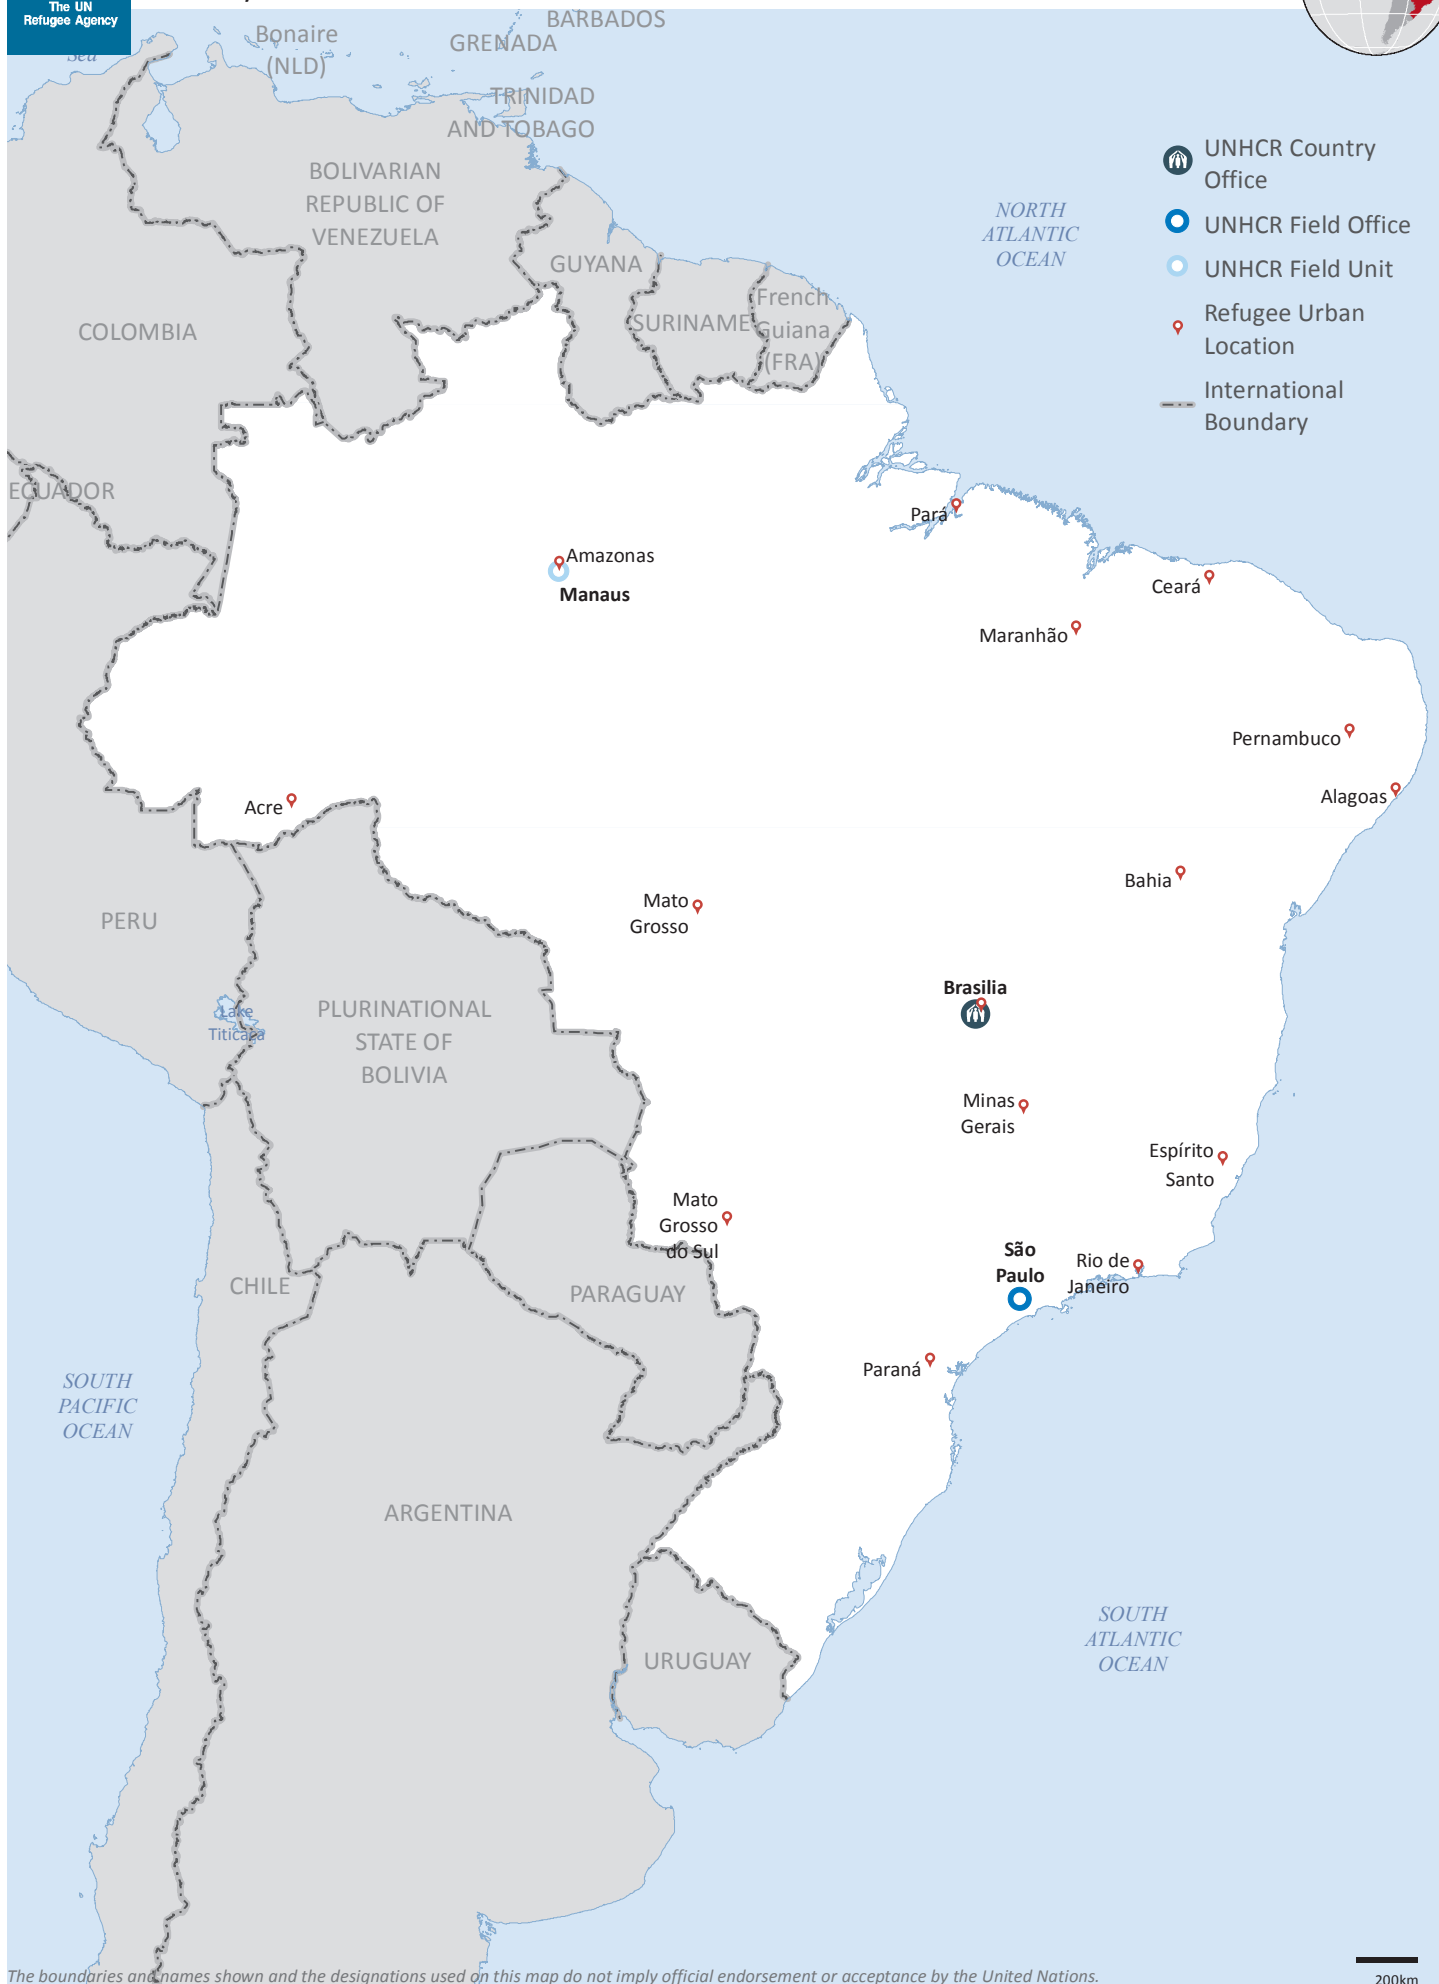 The UN
Refugee Agency
Sea
Bonaire
(NLD)
BARBADOS
GRENADA
TRINIDAD
AND TOBAGO
BOLIVARIAN
REPUBLIC OF
VENEZUELA
GUYANA
SURINAME
French
Guiana
(FRA)
COLOMBIA
ECUADOR
NORTH
ATLANTIC
OCEAN
UNHCR Country
Office
UNHCR Field Office
UNHCR Field Unit
Refugee Urban
Location
International
Boundary
Pará
Amazonas
Manaus
Ceará
Maranhão
Pernambuco
Alagoas
Acre
Bahia
Mato
Grosso
PERU
Brasilia
Lake
Titicaca
PLURINATIONAL
STATE OF
BOLIVIA
Minas
Gerais
Espírito
Santo
Mato
Grosso
do Sul
São
Paulo
Rio de
Janeiro
CHILE
PARAGUAY
Paraná
SOUTH
PACIFIC
OCEAN
ARGENTINA
URUGUAY
SOUTH
ATLANTIC
OCEAN
The boundaries and names shown and the designations used on this map do not imply official endorsement or acceptance by the United Nations.
200km